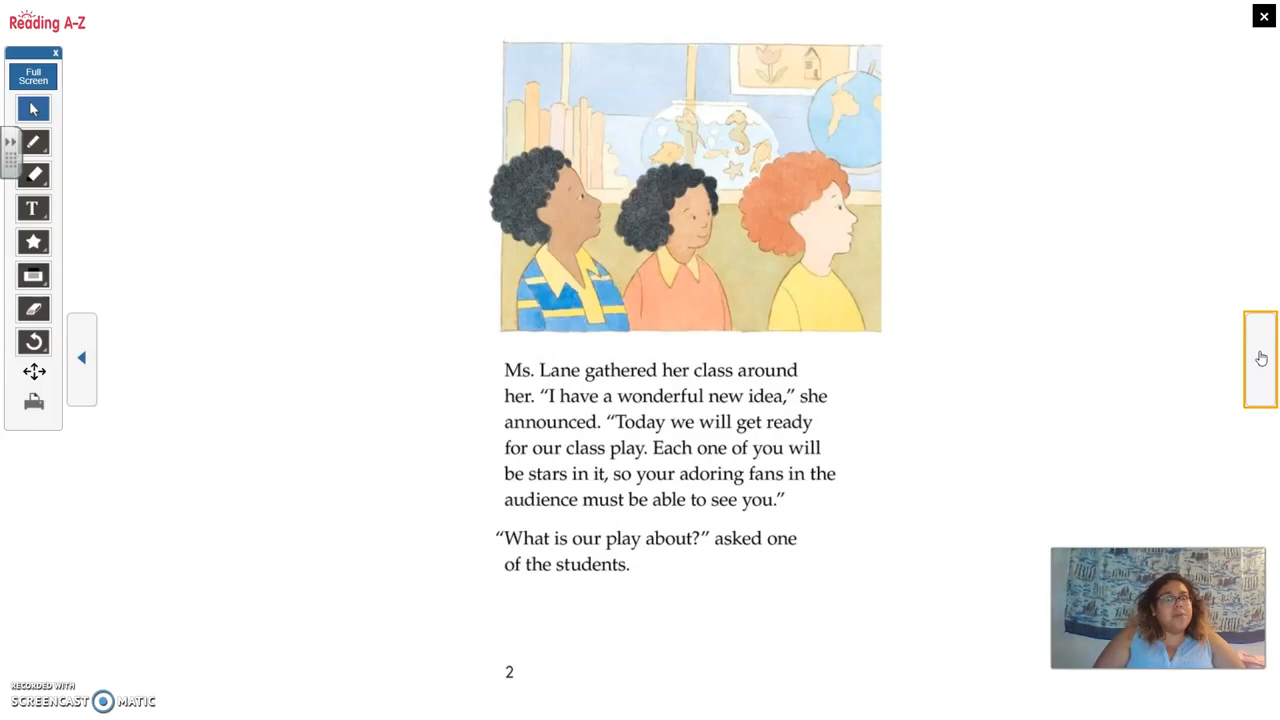 Reading A-Z
x
Full
Screen
T
Ms. Lane gathered her class around
her. “I have a wonderful new idea,” she
announced. “Today we will get ready
for our class play. Each one of you will
be stars in it, so your adoring fans in the
audience must be able to see you.”
“What is our play about?” asked one
of the students.
2
RECORDED WITH
SCREENCAST MATIC